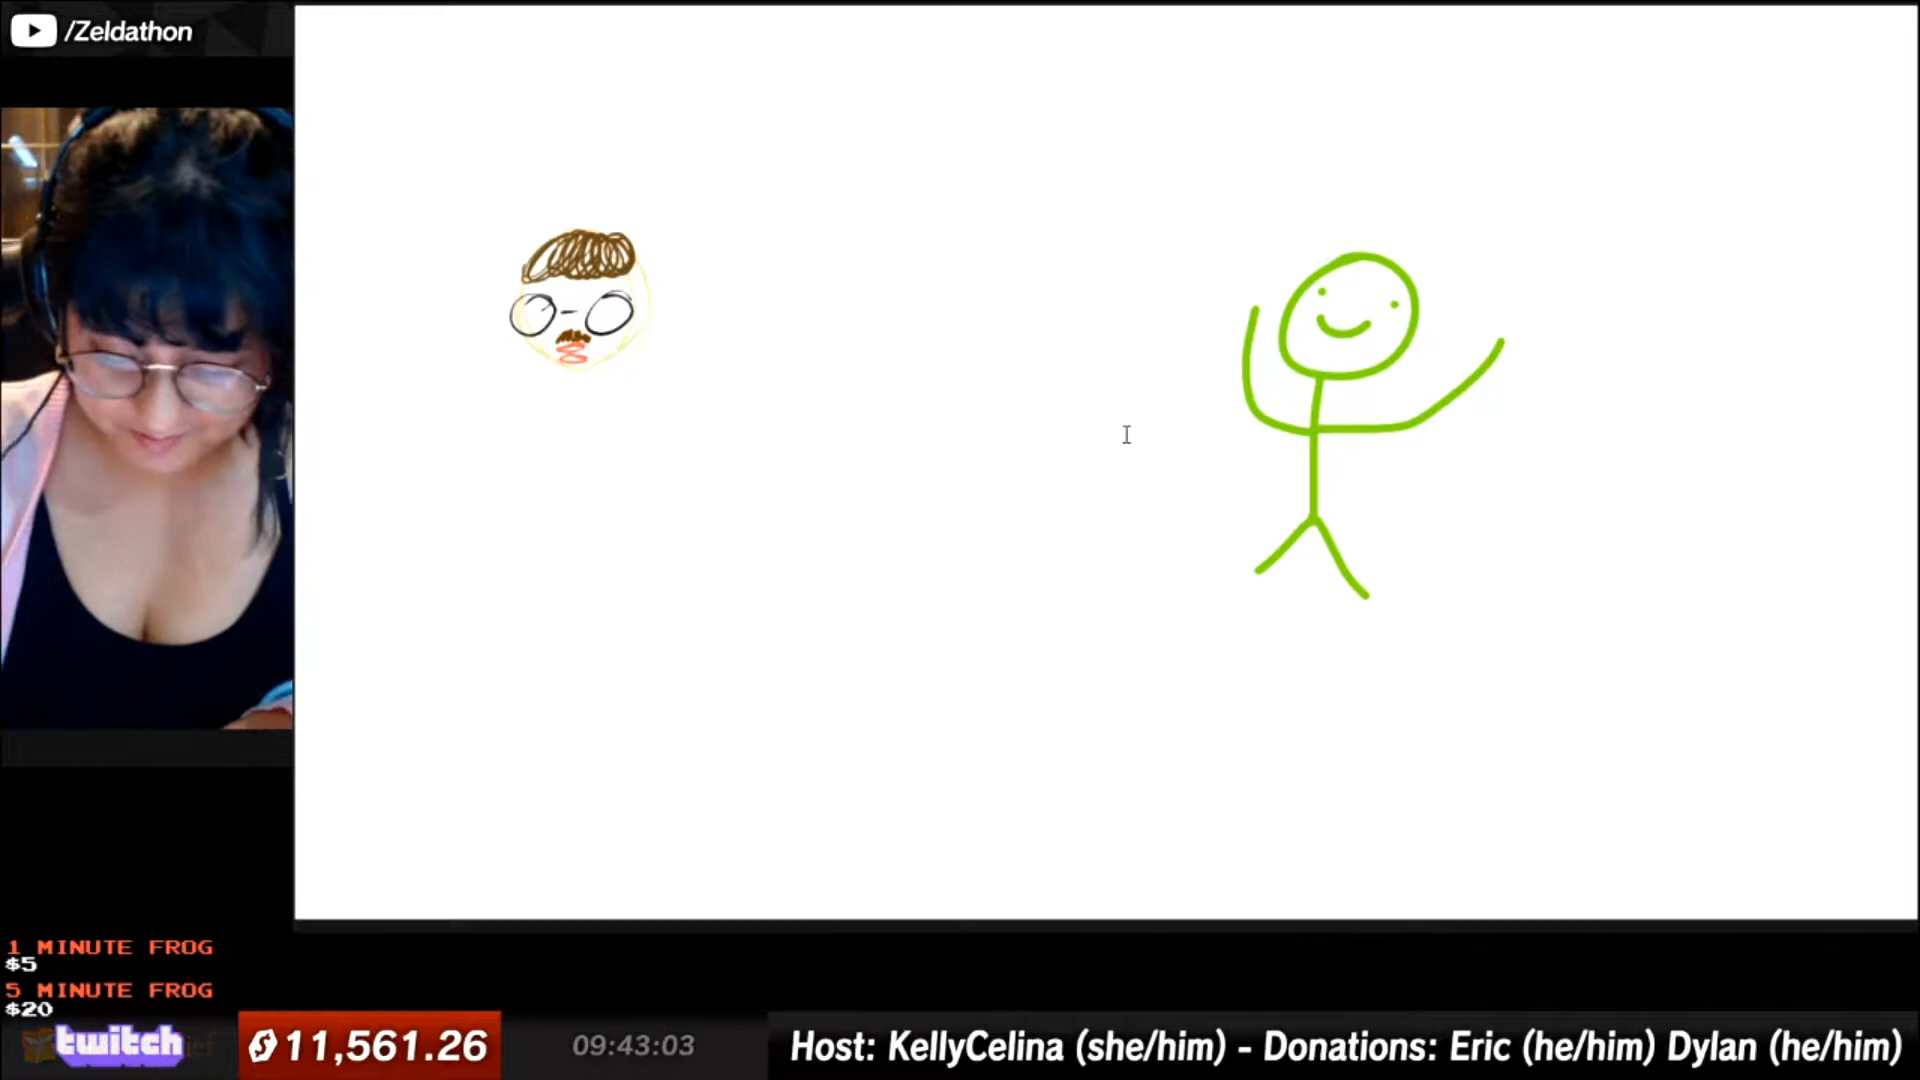 /Zeldathon
1 MINUTE FROG
$5
5 MINUTE FROG
$20
twitch
$11,561.26
09:43:03
Host: KellyCelina (she/him) - Donations: Eric (he/him) Dylan (he/him)